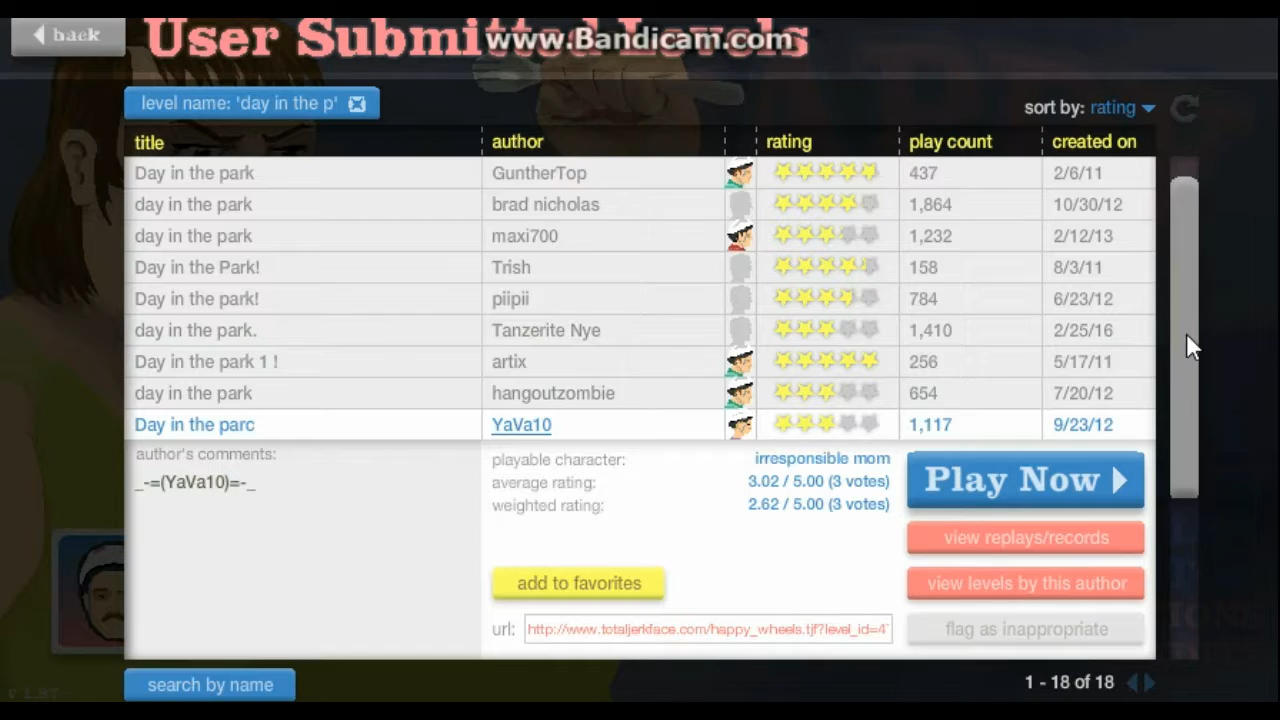 back
User Submitted Levels
www.Bandicam.com
level name: 'day in the p'
sort by: rating
title author rating play count created on
Day in the park GuntherTop 437 2/6/11
day in the park brad nicholas 1,864 10/30/12
day in the park maxi700 1,232 2/12/13
Day in the Park! Trish 158 8/3/11
Day in the park! piipii 784 6/23/12
day in the park. Tanzerite Nye 1,410 2/25/16
Day in the park 1 ! artix 256 5/17/11
day in the park hangoutzombie 654 7/20/12
Day in the parc YaVa10 1,117 9/23/12
author's comments:
_-=(YaVa10)=-_
playable character: irresponsible mom
average rating: 3.02 / 5.00 (3 votes)
weighted rating: 2.62 / 5.00 (3 votes)
Play Now
view replays/records
add to favorites
view levels by this author
url: http://www.totaljerkface.com/happy_wheels.tjf?level_id=4
flag as inappropriate
search by name
1 - 18 of 18